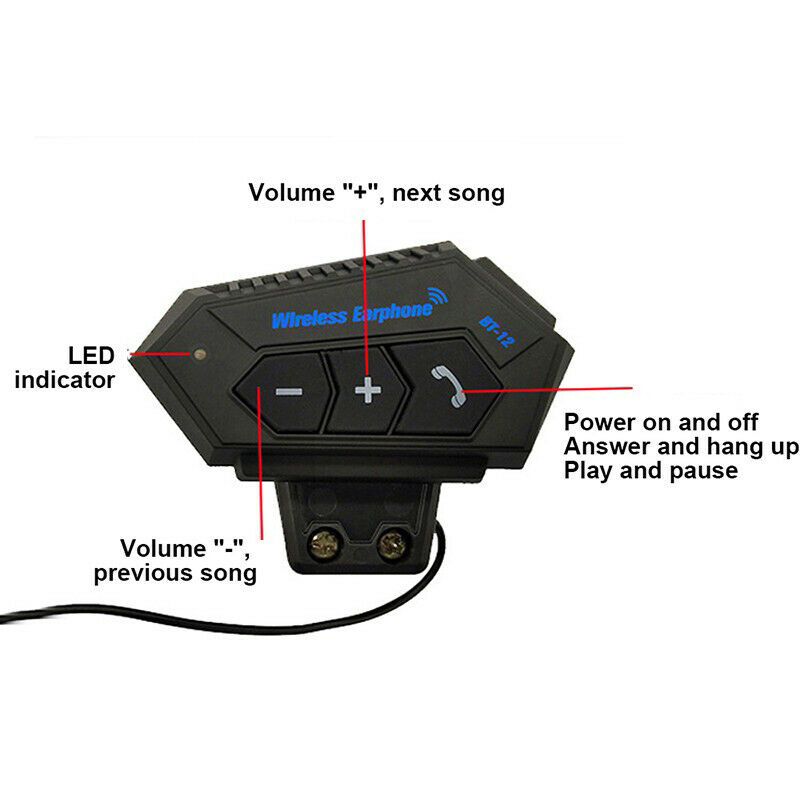 Volume "+", next song
Wireless Earphone
BT-12
LED
indicator
− +
Power on and off
Answer and hang up
Play and pause
Volume "-",
previous song